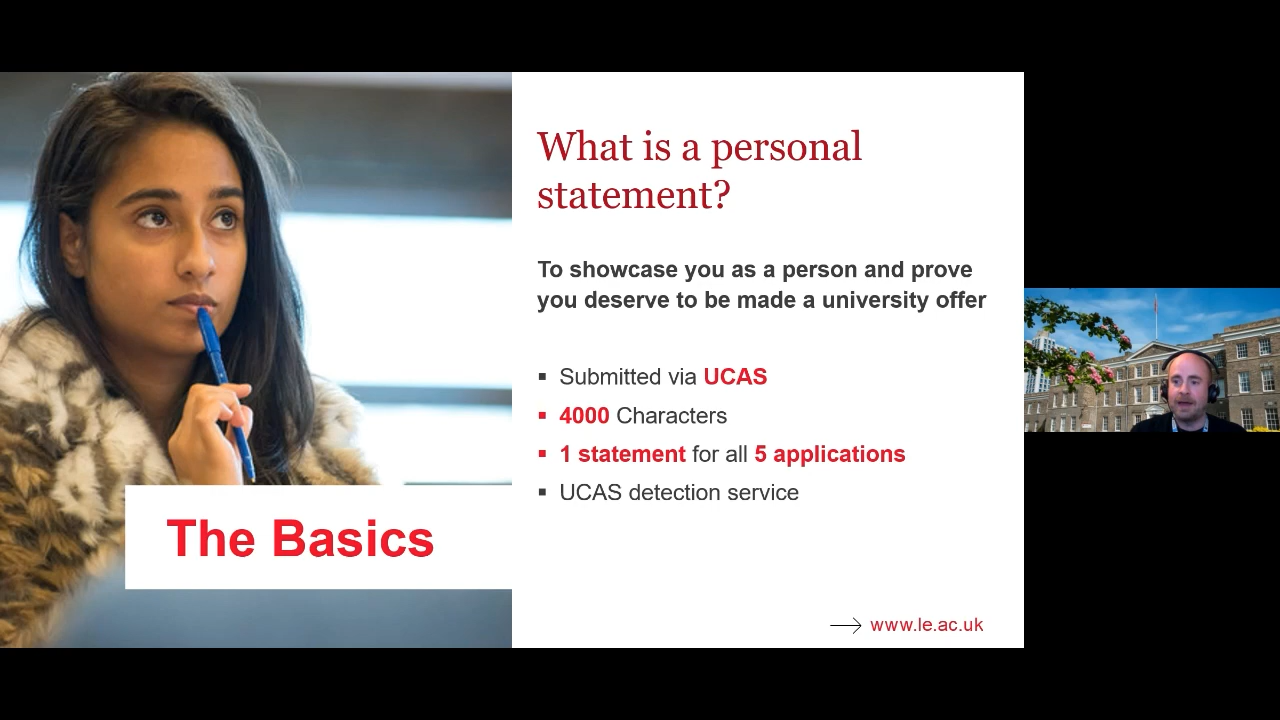 The Basics
What is a personal
statement?
To showcase you as a person and prove
you deserve to be made a university offer
▪ Submitted via UCAS
▪ 4000 Characters
▪ 1 statement for all 5 applications
▪ UCAS detection service
www.le.ac.uk